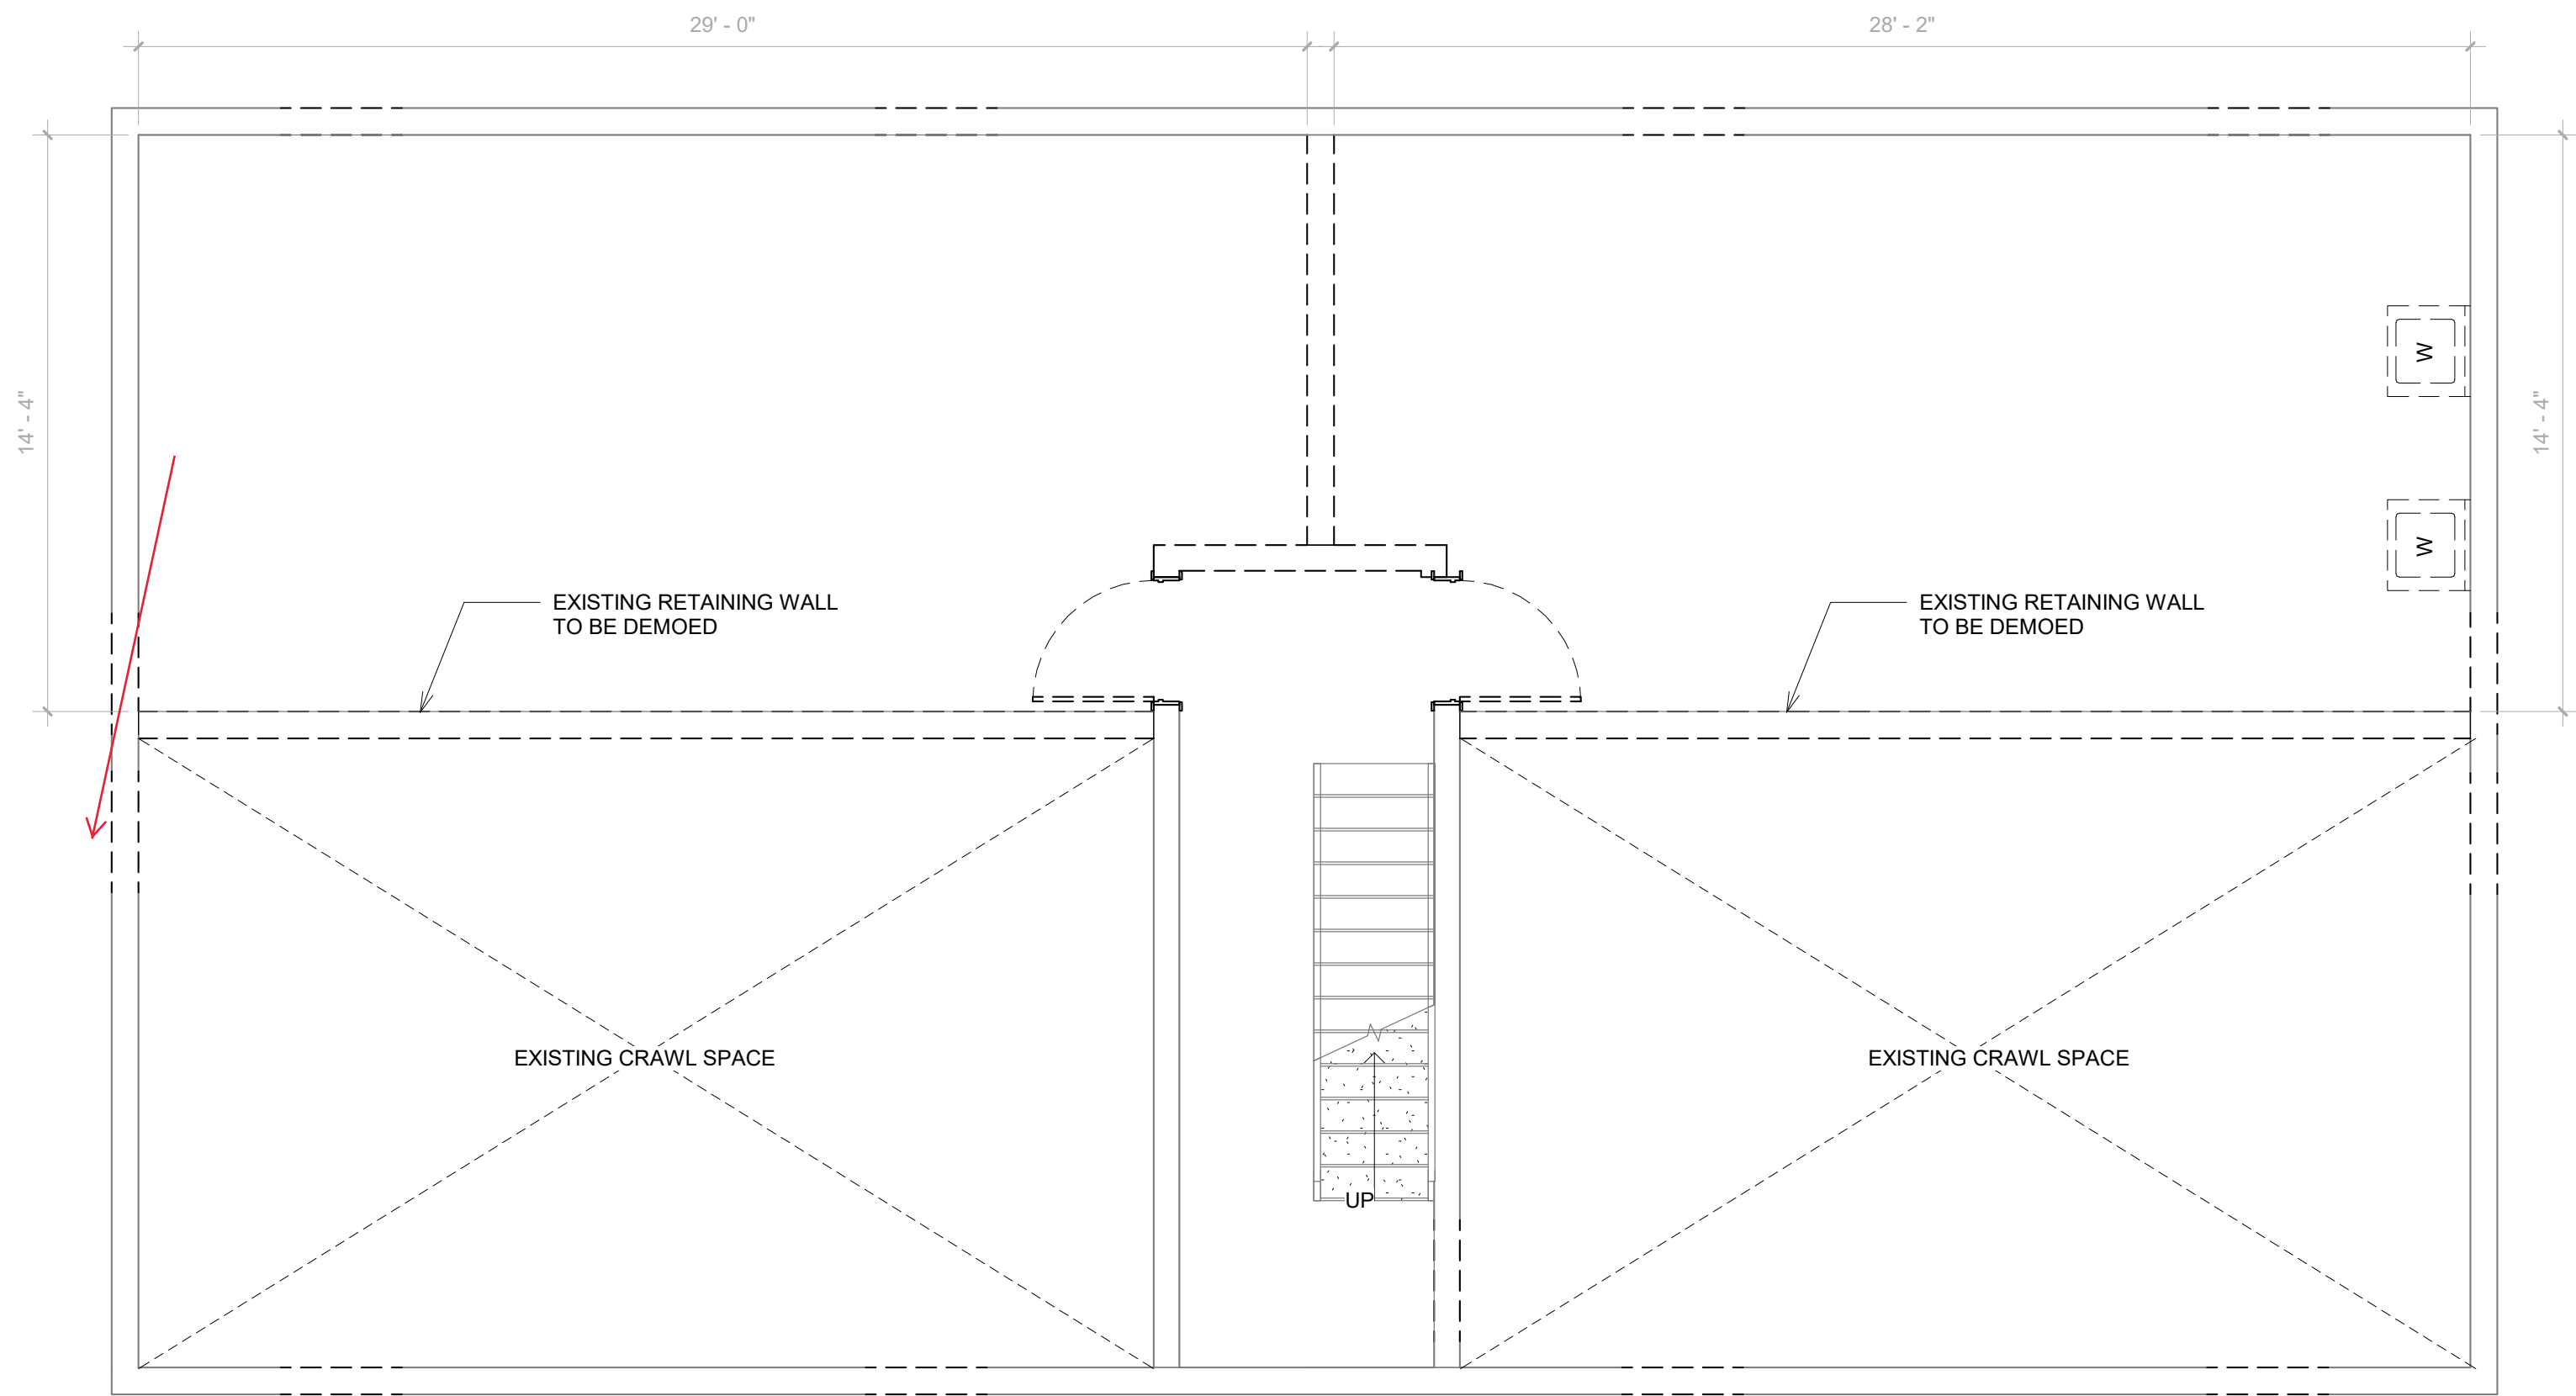 29' - 0"
28' - 2"
14' - 4"
14' - 4"
W
W
EXISTING RETAINING WALL
TO BE DEMOED
EXISTING RETAINING WALL
TO BE DEMOED
EXISTING CRAWL SPACE
EXISTING CRAWL SPACE
UP